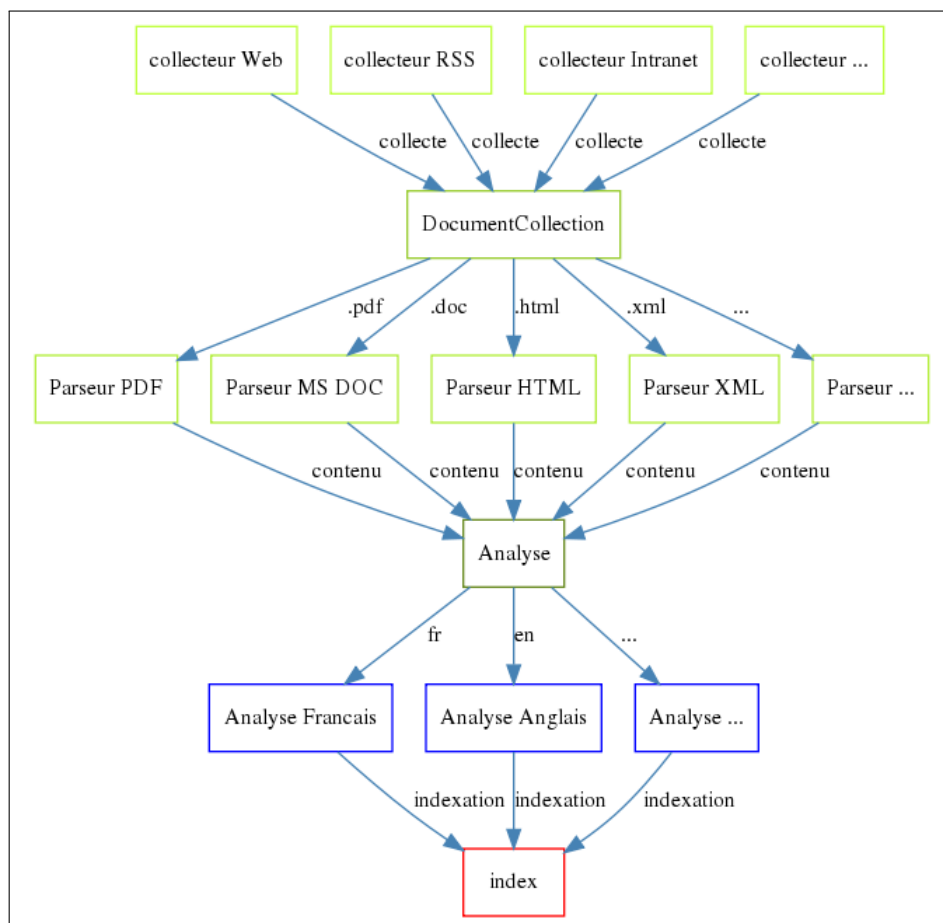 collecteur Web
collecteur RSS
collecteur Intranet
collecteur ...
collecte
collecte
collecte
collecte
DocumentCollection
.pdf
.doc
.html
.xml
...
Parseur PDF
Parseur MS DOC
Parseur HTML
Parseur XML
Parseur ...
contenu
contenu
contenu
contenu
contenu
Analyse
fr
en
...
Analyse Francais
Analyse Anglais
Analyse ...
indexation
indexation
indexation
index